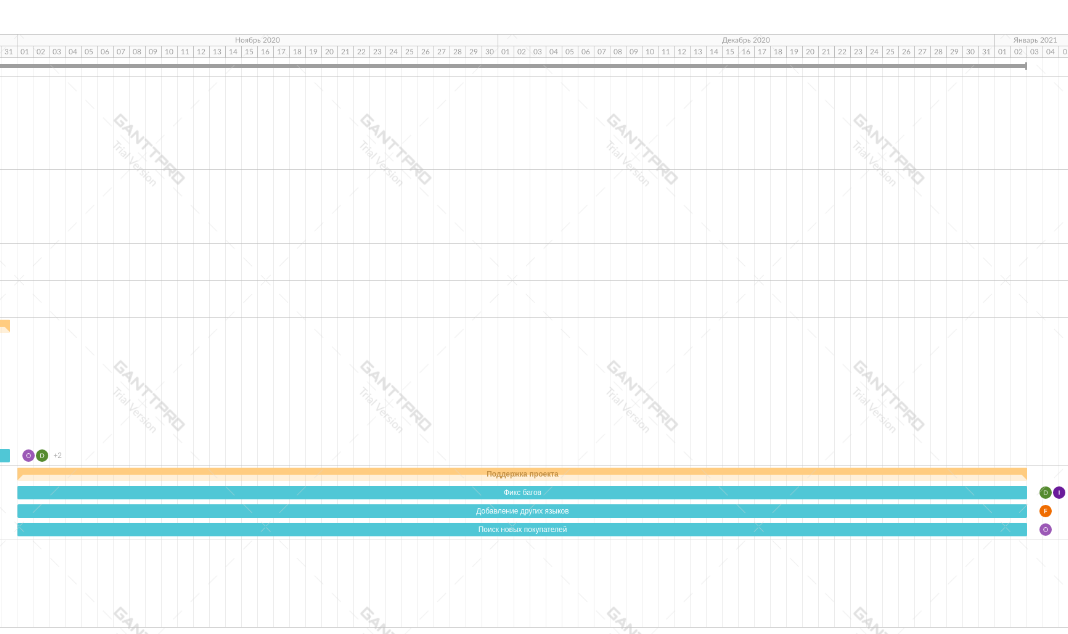 Ноябрь 2020 Декабрь 2020 Январь 2021
31 01 02 03 04 05 06 07 08 09 10 11 12 13 14 15 16 17 18 19 20 21 22 23 24 25 26 27 28 29 30 01 02 03 04 05 06 07 08 09 10 11 12 13 14 15 16 17 18 19 20 21 22 23 24 25 26 27 28 29 30 31 01 02 03 04
GANTTPRO GANTTPRO GANTTPRO GANTTPRO
Trial Version Trial Version Trial Version Trial Version
GANTTPRO GANTTPRO GANTTPRO GANTTPRO
Trial Version Trial Version Trial Version Trial Version
O D +2
Поддержка проекта
Фикс багов D I
Добавление других языков F
Поиск новых покупателей O